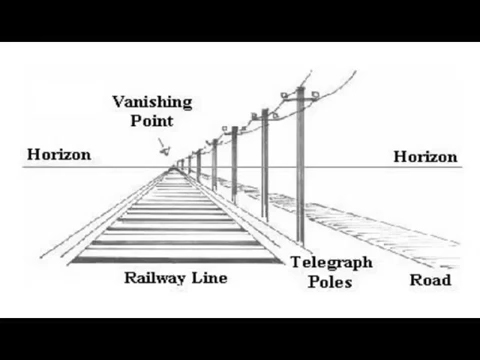 Vanishing
Point
Horizon
Horizon
Railway Line
Telegraph
Poles
Road